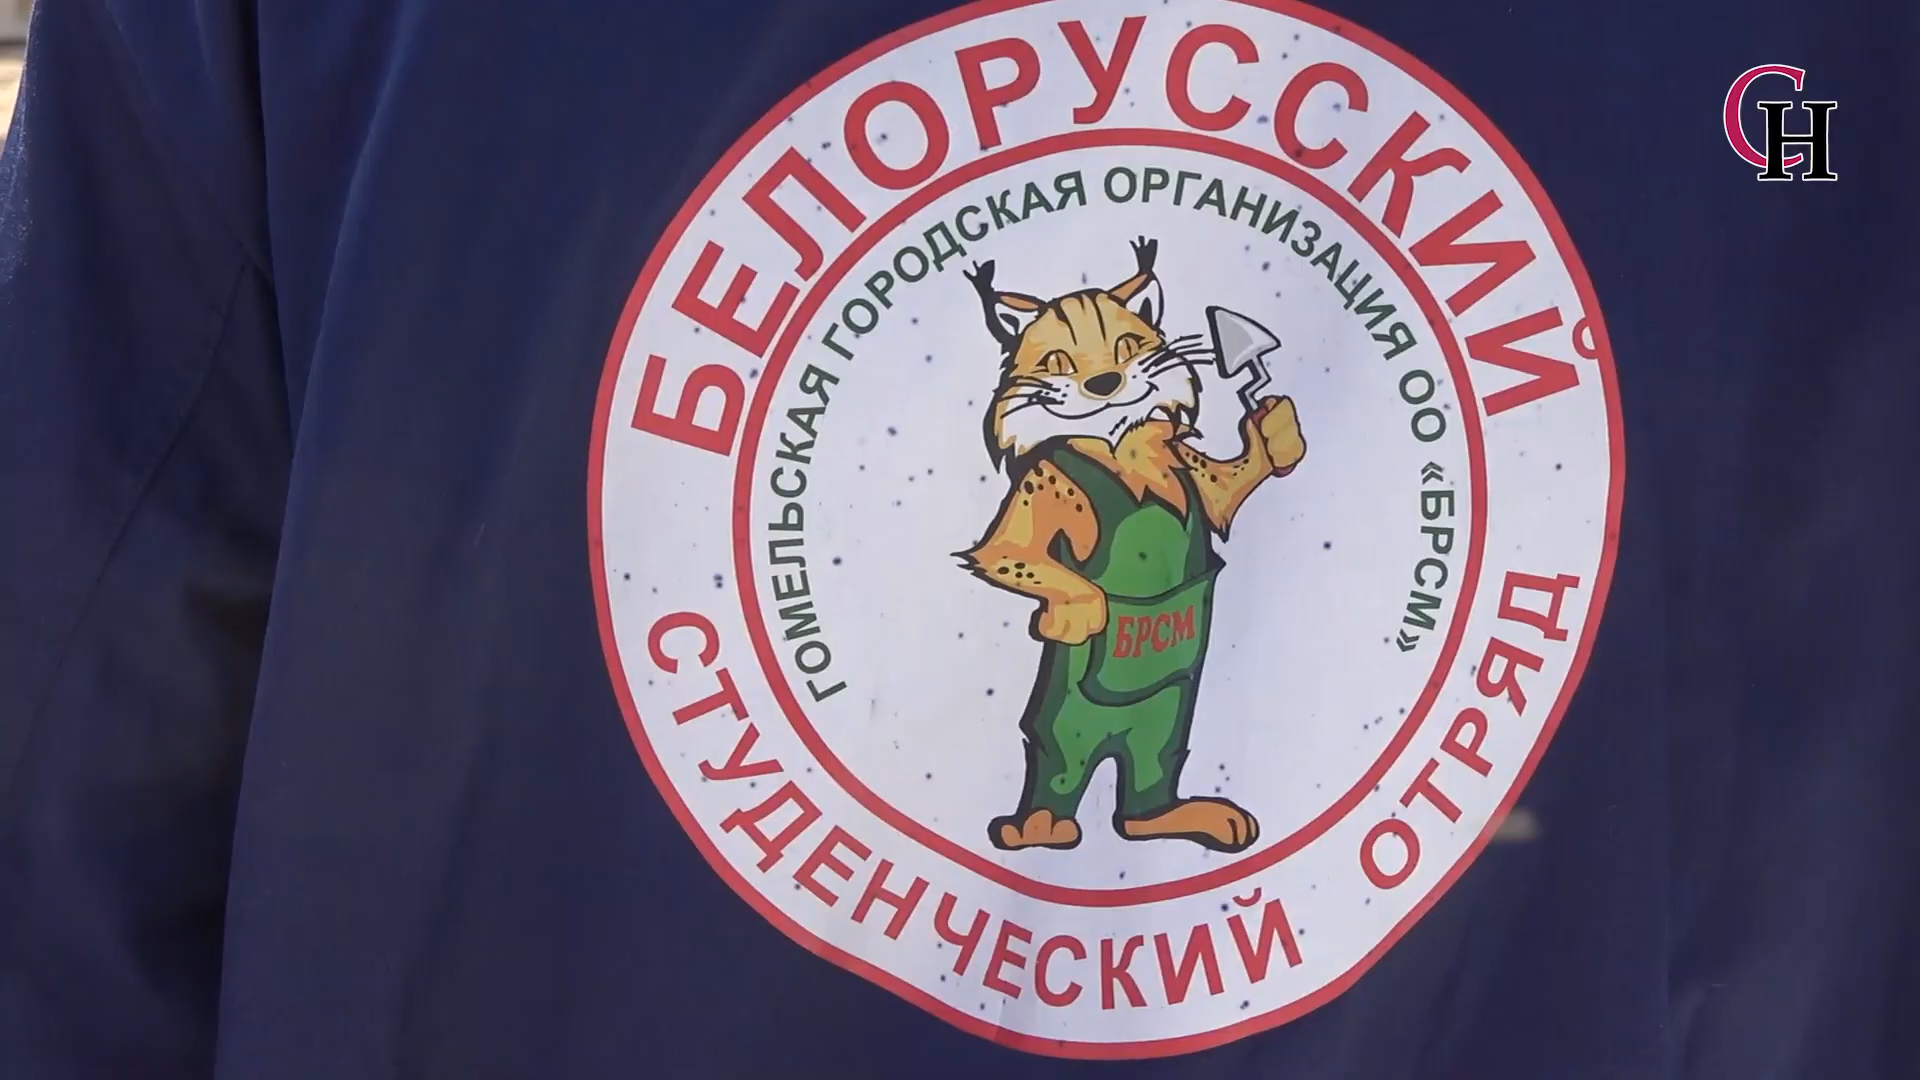 БЕЛОРУССКИЙ
ГОМЕЛЬСКАЯ ГОРОДСКАЯ ОРГАНИЗАЦИЯ ОО «БРСМ»
БРСМ
СТУДЕНЧЕСКИЙ ОТРЯД
СН